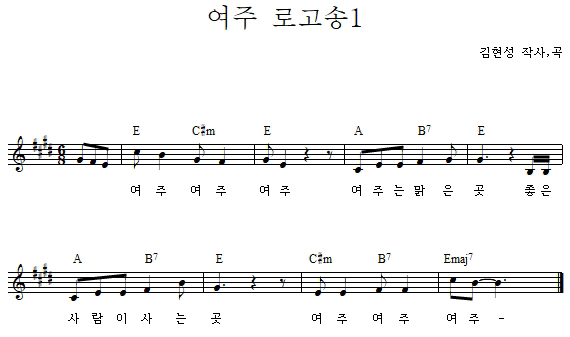 여주 로고송1
김현성 작사,곡
E C#m E A B7 E
6
8
여 주 여 주 여 주 여 주 는 맑 은 곳 좋 은
A B7 E C#m B7 Emaj7
사 람 이 사 는 곳 여 주 여 주 여 주 -